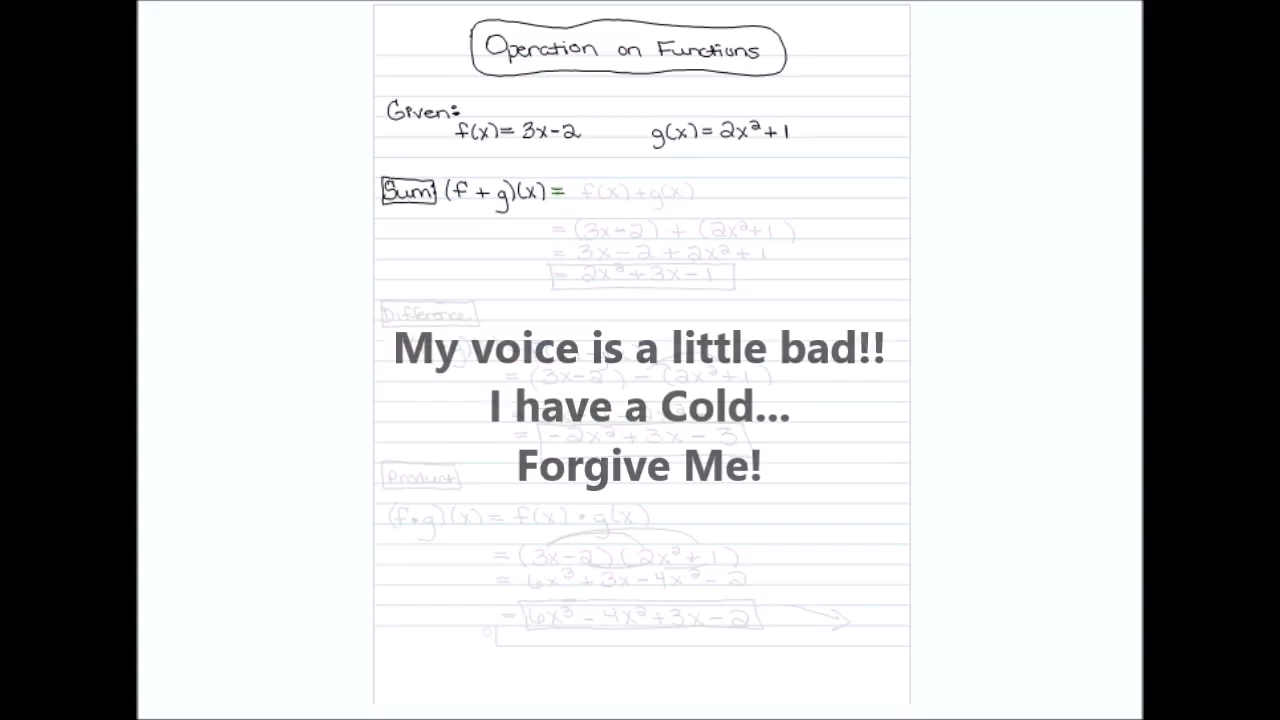 Operation on Functions
Given:
f(x) = 3x-2 g(x) = 2x²+1
Sum: (f + g)(x) = f(x)+g(x)
= (3x-2) + (2x²+1)
= 3x - 2 + 2x² + 1
= 2x² + 3x - 1
Difference
My voice is a little bad!!
= (3x-2) - (2x²+1)
I have a Cold...
= -2x² + 3x - 3
Forgive Me!
Product
(f•g)(x) = f(x) • g(x)
= (3x-2)(2x²+1)
= 6x³ + 3x - 4x² - 2
= 6x³ - 4x² + 3x - 2